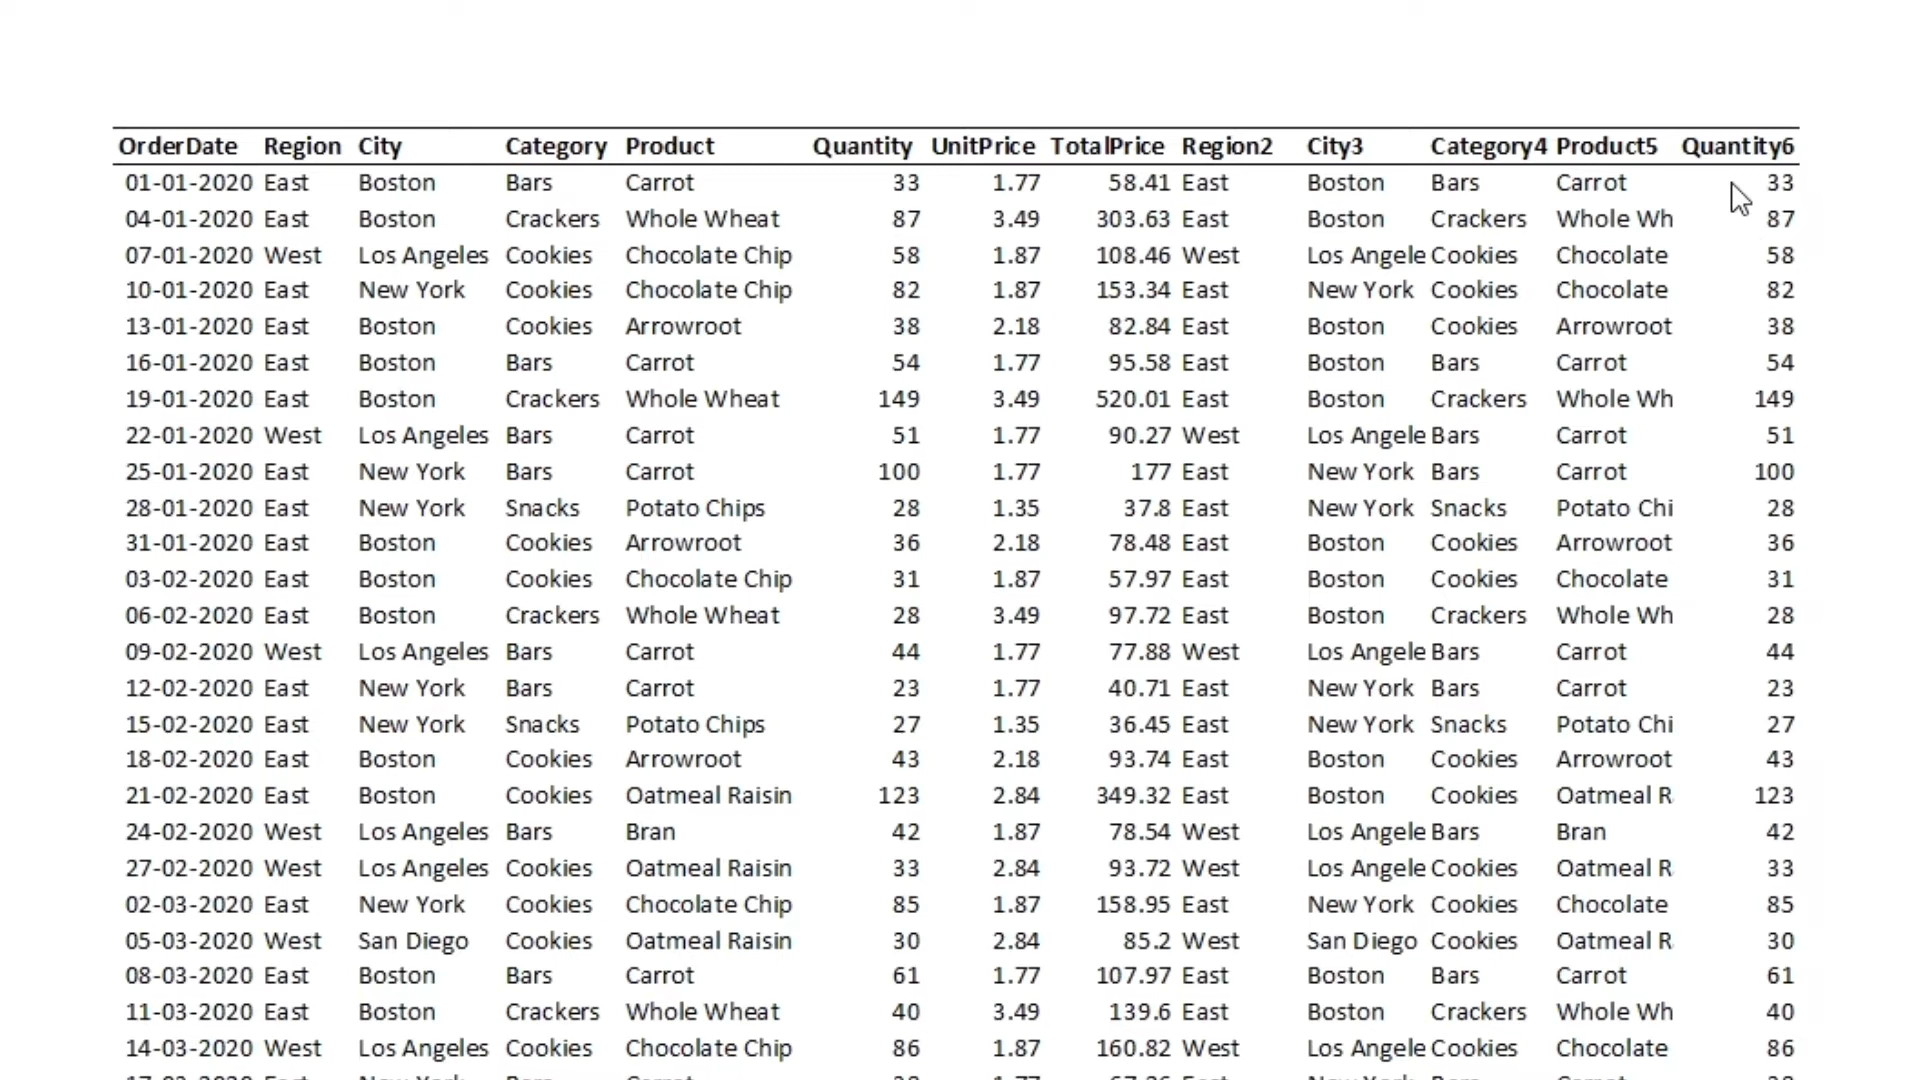 OrderDate Region City Category Product Quantity UnitPrice TotalPrice Region2 City3 Category4 Product5 Quantity6
01-01-2020 East Boston Bars Carrot 33 1.77 58.41 East Boston Bars Carrot 33
04-01-2020 East Boston Crackers Whole Wheat 87 3.49 303.63 East Boston Crackers Whole Wh 87
07-01-2020 West Los Angeles Cookies Chocolate Chip 58 1.87 108.46 West Los Angele Cookies Chocolate 58
10-01-2020 East New York Cookies Chocolate Chip 82 1.87 153.34 East New York Cookies Chocolate 82
13-01-2020 East Boston Cookies Arrowroot 38 2.18 82.84 East Boston Cookies Arrowroot 38
16-01-2020 East Boston Bars Carrot 54 1.77 95.58 East Boston Bars Carrot 54
19-01-2020 East Boston Crackers Whole Wheat 149 3.49 520.01 East Boston Crackers Whole Wh 149
22-01-2020 West Los Angeles Bars Carrot 51 1.77 90.27 West Los Angele Bars Carrot 51
25-01-2020 East New York Bars Carrot 100 1.77 177 East New York Bars Carrot 100
28-01-2020 East New York Snacks Potato Chips 28 1.35 37.8 East New York Snacks Potato Chi 28
31-01-2020 East Boston Cookies Arrowroot 36 2.18 78.48 East Boston Cookies Arrowroot 36
03-02-2020 East Boston Cookies Chocolate Chip 31 1.87 57.97 East Boston Cookies Chocolate 31
06-02-2020 East Boston Crackers Whole Wheat 28 3.49 97.72 East Boston Crackers Whole Wh 28
09-02-2020 West Los Angeles Bars Carrot 44 1.77 77.88 West Los Angele Bars Carrot 44
12-02-2020 East New York Bars Carrot 23 1.77 40.71 East New York Bars Carrot 23
15-02-2020 East New York Snacks Potato Chips 27 1.35 36.45 East New York Snacks Potato Chi 27
18-02-2020 East Boston Cookies Arrowroot 43 2.18 93.74 East Boston Cookies Arrowroot 43
21-02-2020 East Boston Cookies Oatmeal Raisin 123 2.84 349.32 East Boston Cookies Oatmeal R 123
24-02-2020 West Los Angeles Bars Bran 42 1.87 78.54 West Los Angele Bars Bran 42
27-02-2020 West Los Angeles Cookies Oatmeal Raisin 33 2.84 93.72 West Los Angele Cookies Oatmeal R 33
02-03-2020 East New York Cookies Chocolate Chip 85 1.87 158.95 East New York Cookies Chocolate 85
05-03-2020 West San Diego Cookies Oatmeal Raisin 30 2.84 85.2 West San Diego Cookies Oatmeal R 30
08-03-2020 East Boston Bars Carrot 61 1.77 107.97 East Boston Bars Carrot 61
11-03-2020 East Boston Crackers Whole Wheat 40 3.49 139.6 East Boston Crackers Whole Wh 40
14-03-2020 West Los Angeles Cookies Chocolate Chip 86 1.87 160.82 West Los Angele Cookies Chocolate 86